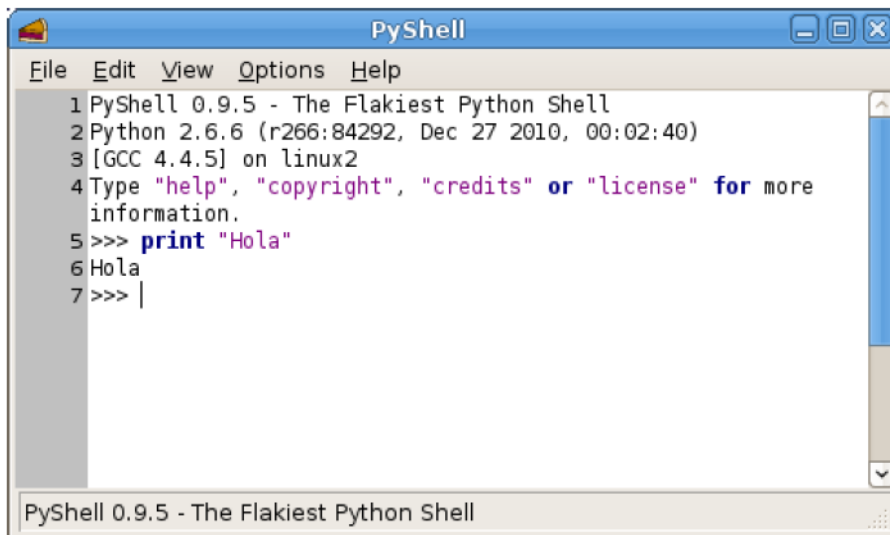 PyShell
File Edit View Options Help
1 PyShell 0.9.5 - The Flakiest Python Shell
2 Python 2.6.6 (r266:84292, Dec 27 2010, 00:02:40)
3 [GCC 4.4.5] on linux2
4 Type "help", "copyright", "credits" or "license" for more
information.
5 >>> print "Hola"
6 Hola
7 >>>
PyShell 0.9.5 - The Flakiest Python Shell